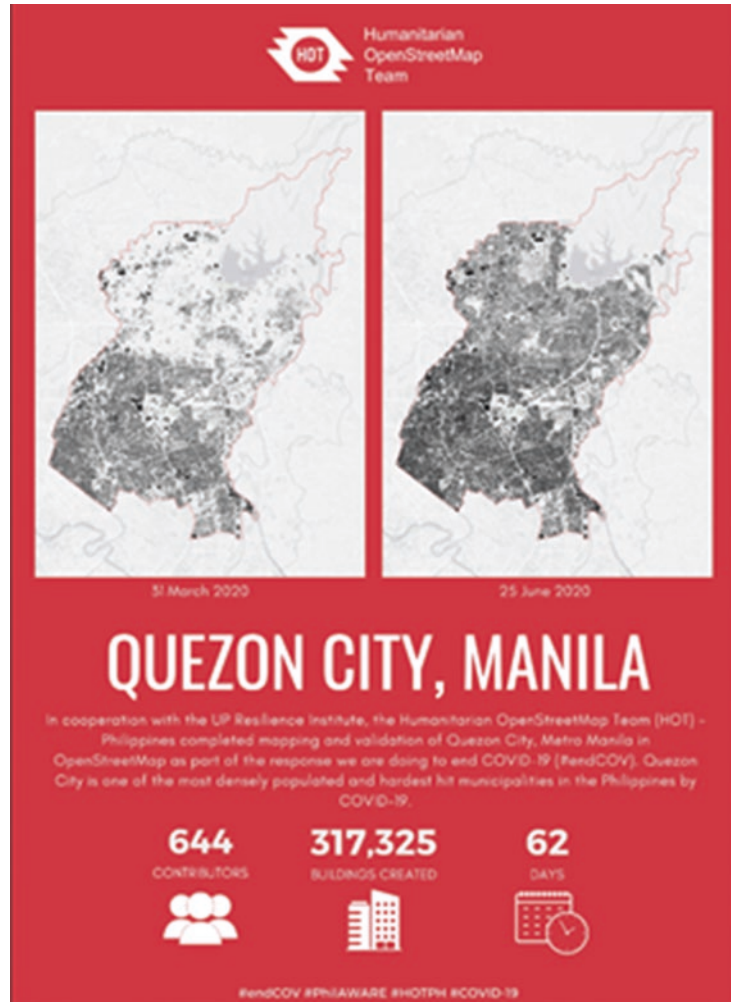 HOT
Humanitarian
OpenStreetMap
Team
31 March 2020
25 June 2020
QUEZON CITY, MANILA
In cooperation with the UP Resilience Institute, the Humanitarian OpenStreetMap Team (HOT) –
Philippines completed mapping and validation of Quezon City, Metro Manila in
OpenStreetMap as part of the response we are doing to end COVID-19 (#endCOV). Quezon
City is one of the most densely populated and hardest hit municipalities in the Philippines by
COVID-19.
644
CONTRIBUTORS
317,325
BUILDINGS CREATED
62
DAYS
#endCOV #PhilAWARE #HOTPH #COVID-19